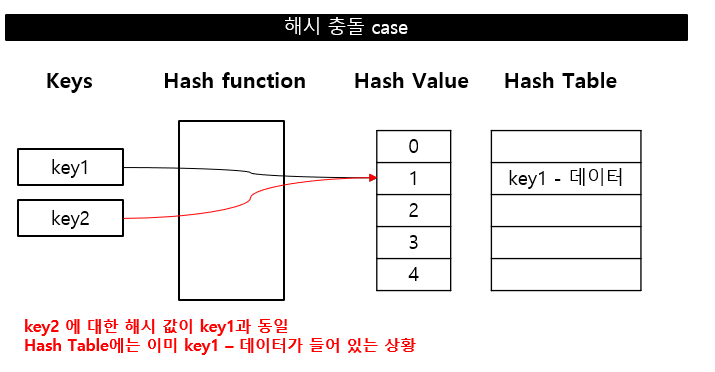 해시 충돌 case
Keys Hash function Hash Value Hash Table
key1
key2
0
1
2
3
4
key1 - 데이터
key2 에 대한 해시 값이 key1과 동일
Hash Table에는 이미 key1 – 데이터가 들어 있는 상황